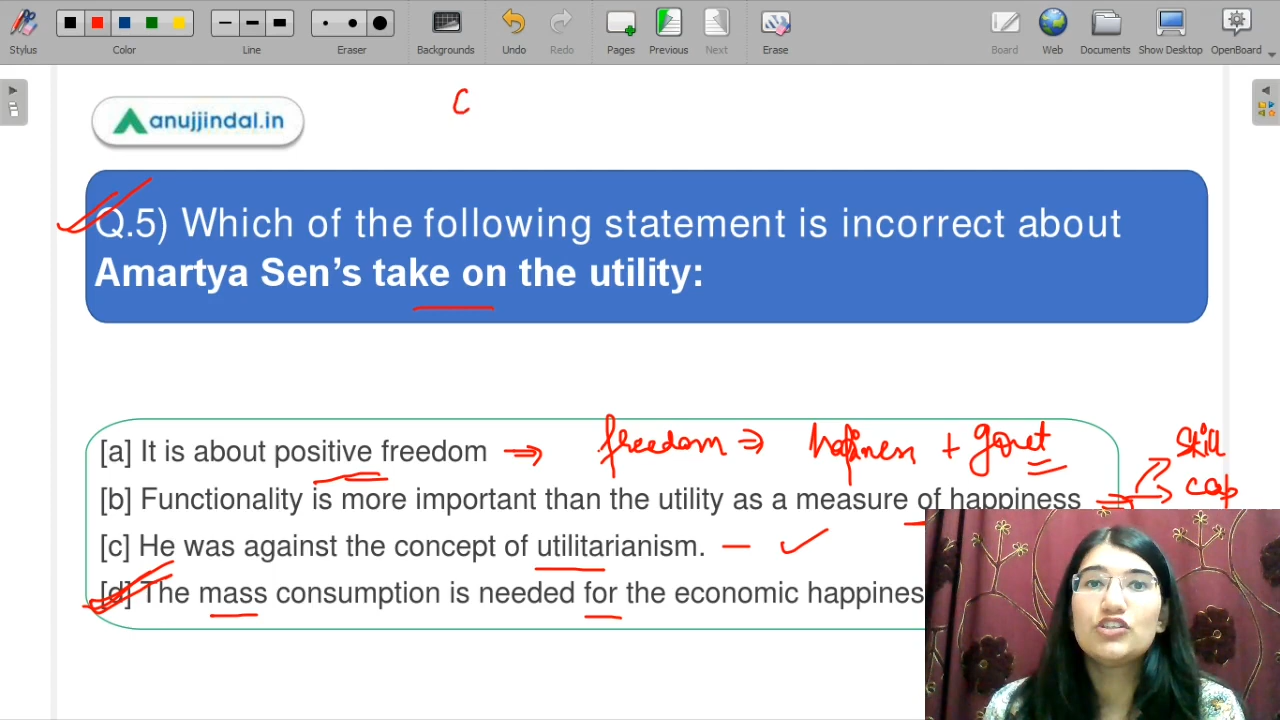 Stylus
Color
Line
Eraser
Backgrounds
Undo
Redo
Pages
Previous
Next
Erase
Board
Web
Documents
Show Desktop
OpenBoard
C
anujjindal.in
Q.5) Which of the following statement is incorrect about
Amartya Sen's take on the utility:
[a] It is about positive freedom ⇒ freedom ⇒ happiness +
Skill
[b] Functionality is more important than the utility as a measure of happiness ⇒ cap
[c] He was against the concept of utilitarianism. –
[d] The mass consumption is needed for the economic happines